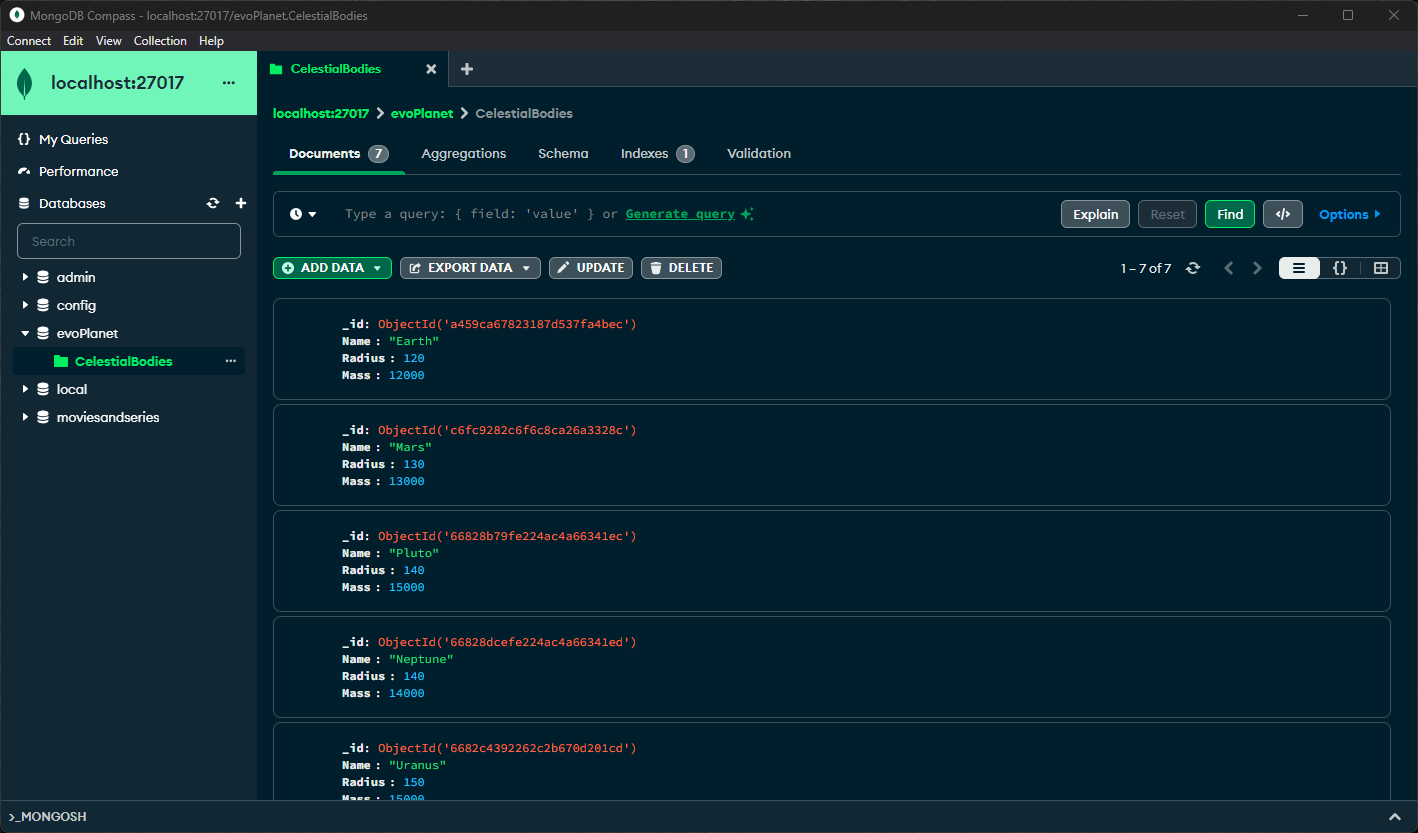 MongoDB Compass - localhost:27017/evoPlanet.CelestialBodies
Connect Edit View Collection Help
localhost:27017 ...
My Queries
Performance
Databases
Search
admin
config
evoPlanet
CelestialBodies ...
local
moviesandseries
CelestialBodies
localhost:27017 > evoPlanet > CelestialBodies
Documents 7 Aggregations Schema Indexes 1 Validation
Type a query: { field: 'value' } or Generate query
Explain Reset Find </> Options
ADD DATA EXPORT DATA UPDATE DELETE
1 – 7 of 7 {}
_id: ObjectId('a459ca67823187d537fa4bec')
Name : "Earth"
Radius : 120
Mass : 12000
_id: ObjectId('c6fc9282c6f6c8ca26a3328c')
Name : "Mars"
Radius : 130
Mass : 13000
_id: ObjectId('66828b79fe224ac4a66341ec')
Name : "Pluto"
Radius : 140
Mass : 15000
_id: ObjectId('66828dcefe224ac4a66341ed')
Name : "Neptune"
Radius : 140
Mass : 14000
_id: ObjectId('6682c4392262c2b670d201cd')
Name : "Uranus"
Radius : 150
Mass : 15000
>_MONGOSH